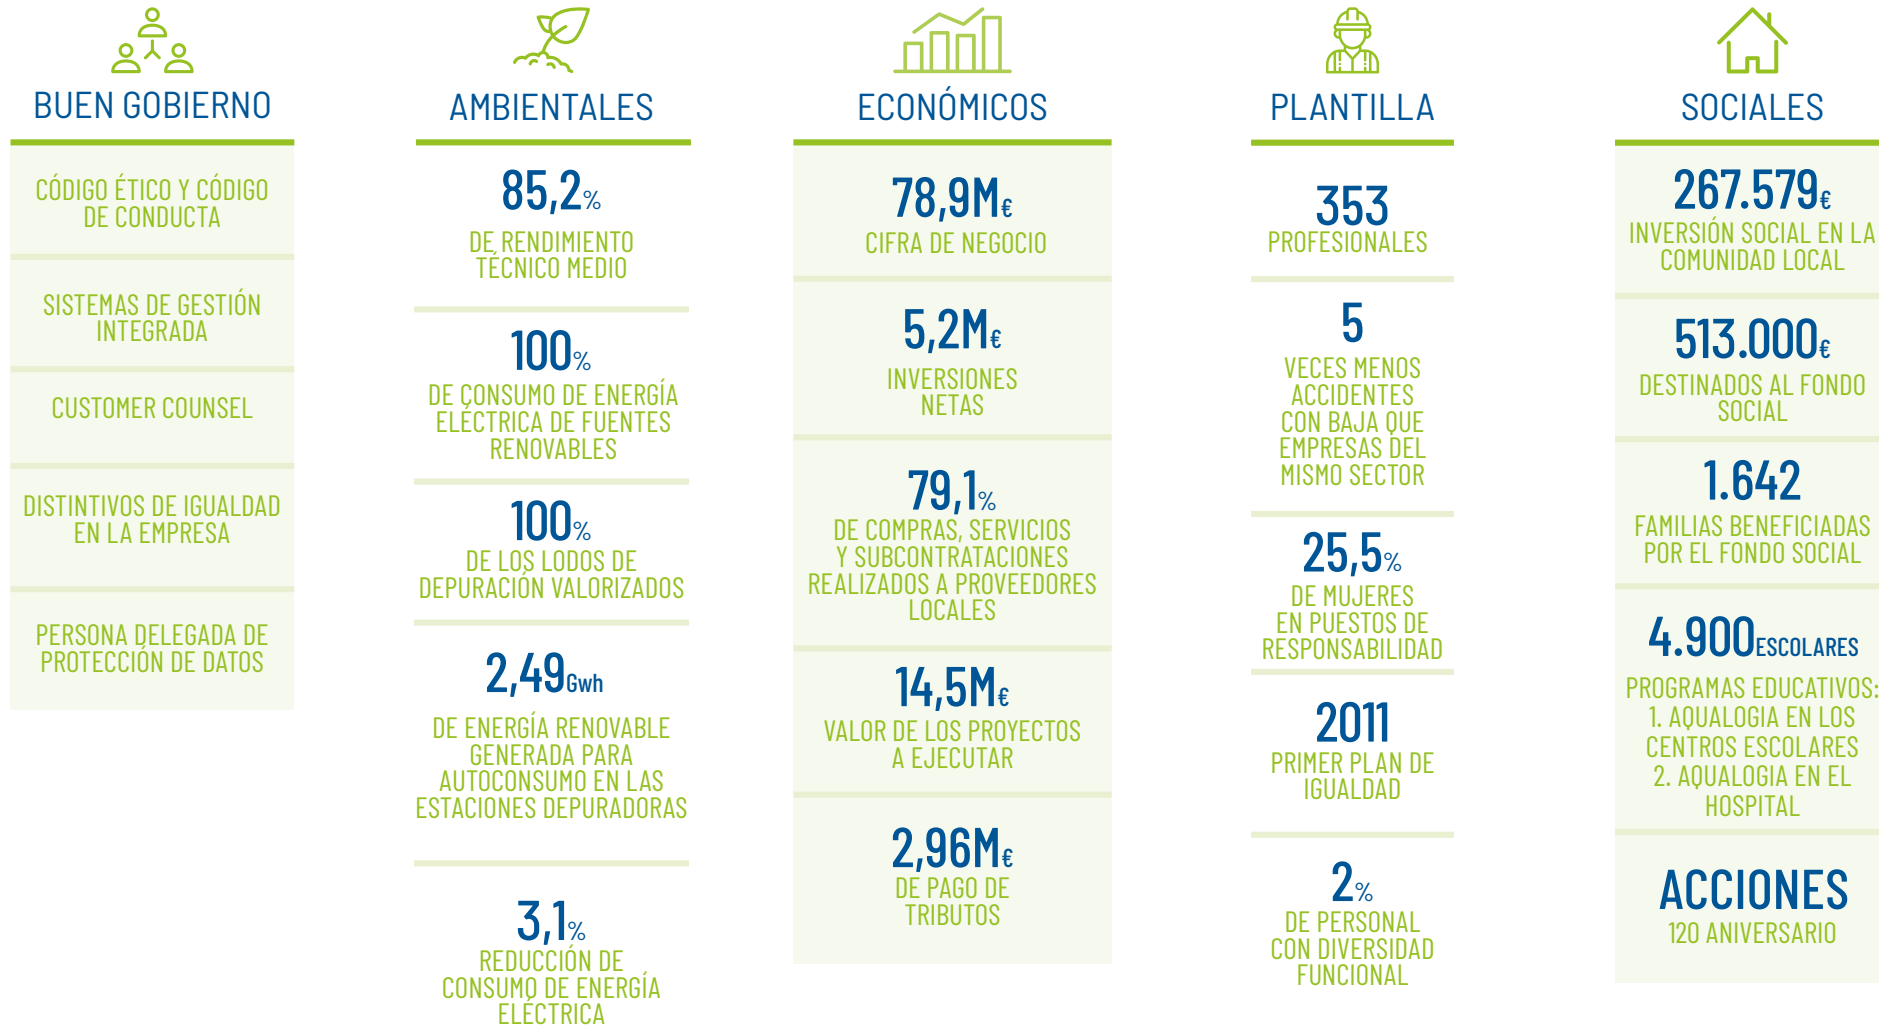 BUEN GOBIERNO
CÓDIGO ÉTICO Y CÓDIGO
DE CONDUCTA
SISTEMAS DE GESTIÓN
INTEGRADA
CUSTOMER COUNSEL
DISTINTIVOS DE IGUALDAD
EN LA EMPRESA
PERSONA DELEGADA DE
PROTECCIÓN DE DATOS
AMBIENTALES
85,2%
DE RENDIMIENTO
TÉCNICO MEDIO
100%
DE CONSUMO DE ENERGÍA
ELÉCTRICA DE FUENTES
RENOVABLES
100%
DE LOS LODOS DE
DEPURACIÓN VALORIZADOS
2,49Gwh
DE ENERGÍA RENOVABLE
GENERADA PARA
AUTOCONSUMO EN LAS
ESTACIONES DEPURADORAS
3,1%
REDUCCIÓN DE
CONSUMO DE ENERGÍA
ELÉCTRICA
ECONÓMICOS
78,9M€
CIFRA DE NEGOCIO
5,2M€
INVERSIONES
NETAS
79,1%
DE COMPRAS, SERVICIOS
Y SUBCONTRATACIONES
REALIZADOS A PROVEEDORES
LOCALES
14,5M€
VALOR DE LOS PROYECTOS
A EJECUTAR
2,96M€
DE PAGO DE
TRIBUTOS
PLANTILLA
353
PROFESIONALES
5
VECES MENOS
ACCIDENTES
CON BAJA QUE
EMPRESAS DEL
MISMO SECTOR
25,5%
DE MUJERES
EN PUESTOS DE
RESPONSABILIDAD
2011
PRIMER PLAN DE
IGUALDAD
2%
DE PERSONAL
CON DIVERSIDAD
FUNCIONAL
SOCIALES
267.579€
INVERSIÓN SOCIAL EN LA
COMUNIDAD LOCAL
513.000€
DESTINADOS AL FONDO
SOCIAL
1.642
FAMILIAS BENEFICIADAS
POR EL FONDO SOCIAL
4.900ESCOLARES
PROGRAMAS EDUCATIVOS:
1. AQUALOGIA EN LOS
CENTROS ESCOLARES
2. AQUALOGIA EN EL
HOSPITAL
ACCIONES
120 ANIVERSARIO